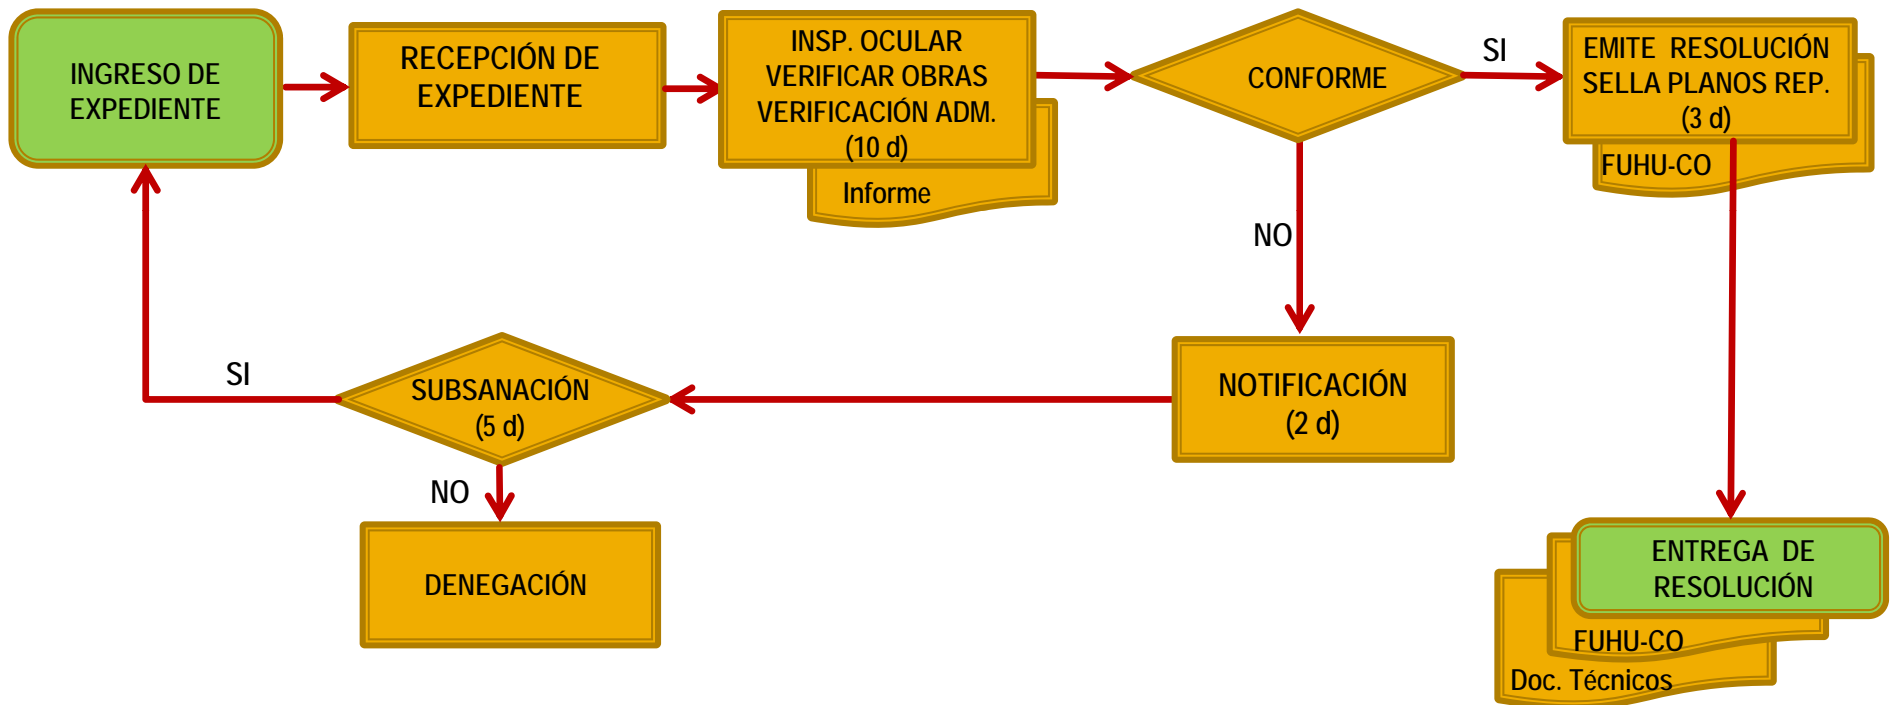 INGRESO DE
EXPEDIENTE
RECEPCIÓN DE
EXPEDIENTE
INSP. OCULAR
VERIFICAR OBRAS
VERIFICACIÓN ADM.
(10 d)
Informe
CONFORME
SI
EMITE RESOLUCIÓN
SELLA PLANOS REP.
(3 d)
FUHU-CO
NO
NOTIFICACIÓN
(2 d)
SUBSANACIÓN
(5 d)
SI
NO
DENEGACIÓN
ENTREGA DE
RESOLUCIÓN
FUHU-CO
Doc. Técnicos